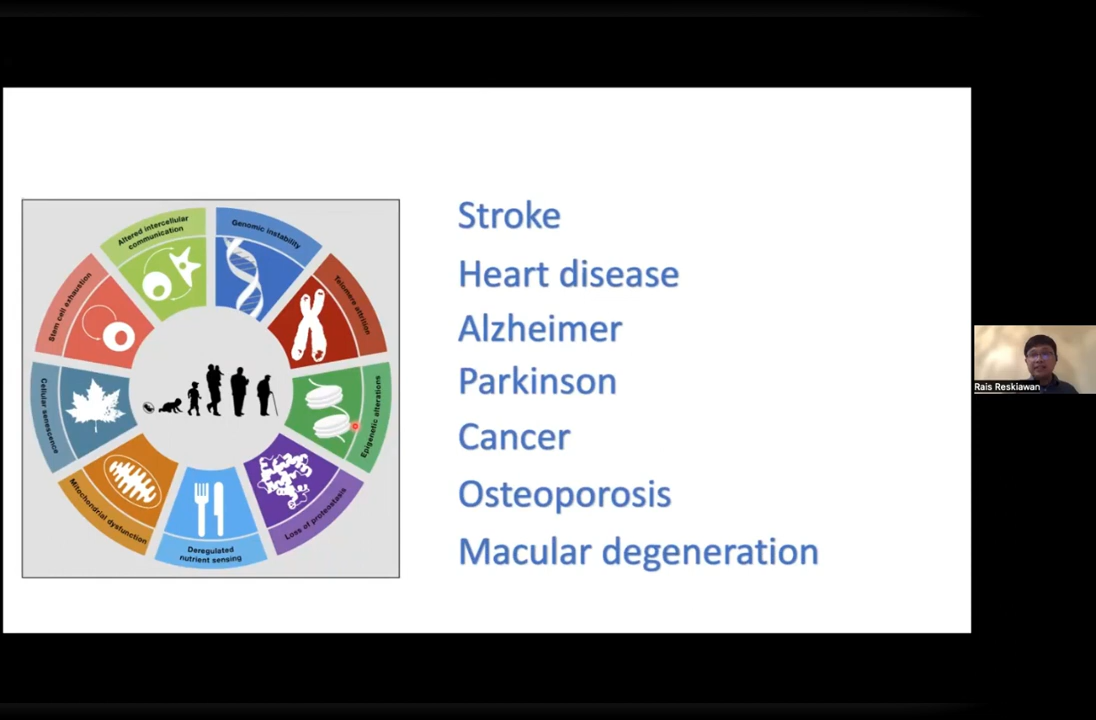 Altered intercellular
communication
Genomic instability
Telomere attrition
Epigenetic alterations
Loss of proteostasis
Deregulated
nutrient sensing
Mitochondrial dysfunction
Cellular senescence
Stem cell exhaustion
Stroke
Heart disease
Alzheimer
Parkinson
Cancer
Osteoporosis
Macular degeneration
Rais Reskiawan